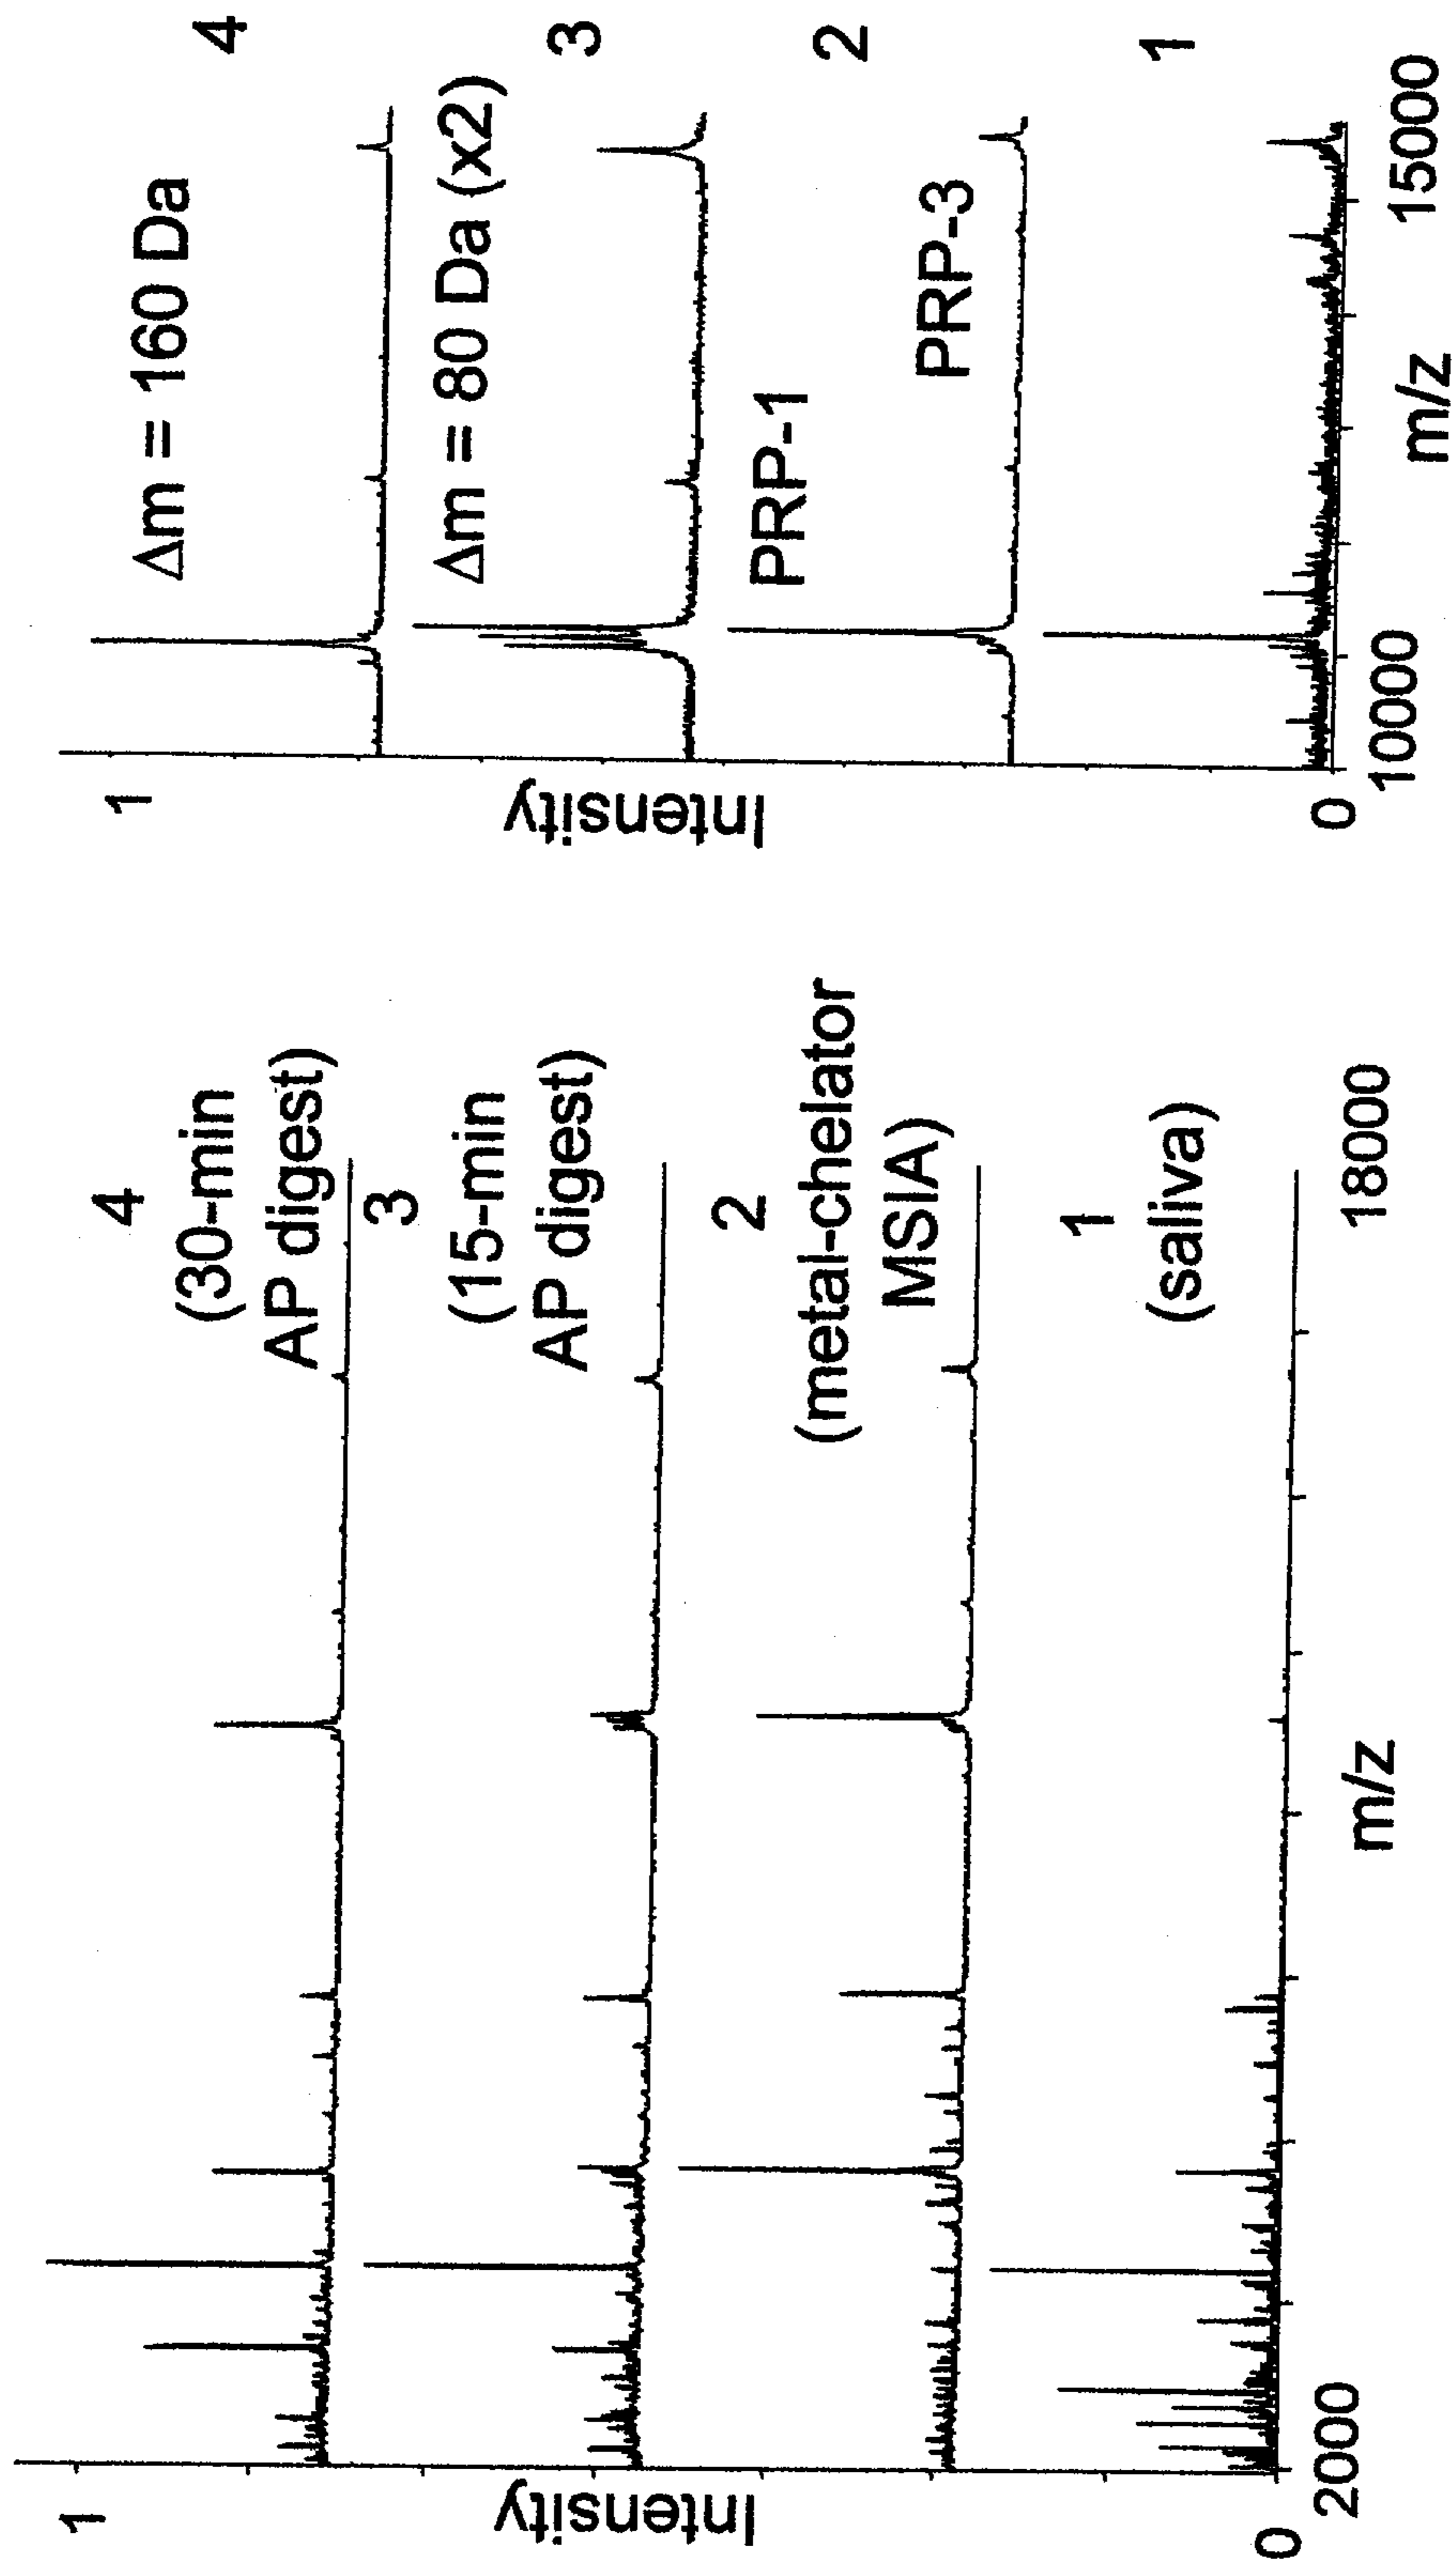 1
4
(30-min
AP digest)
3
(15-min
AP digest)
2
(metal-chelator
MSIA)
1
(saliva)
Intensity
0
2000
18000
m/z
1
4
Δm = 160 Da
3
Δm = 80 Da (x2)
2
PRP-1
PRP-3
1
Intensity
0
10000
15000
m/z